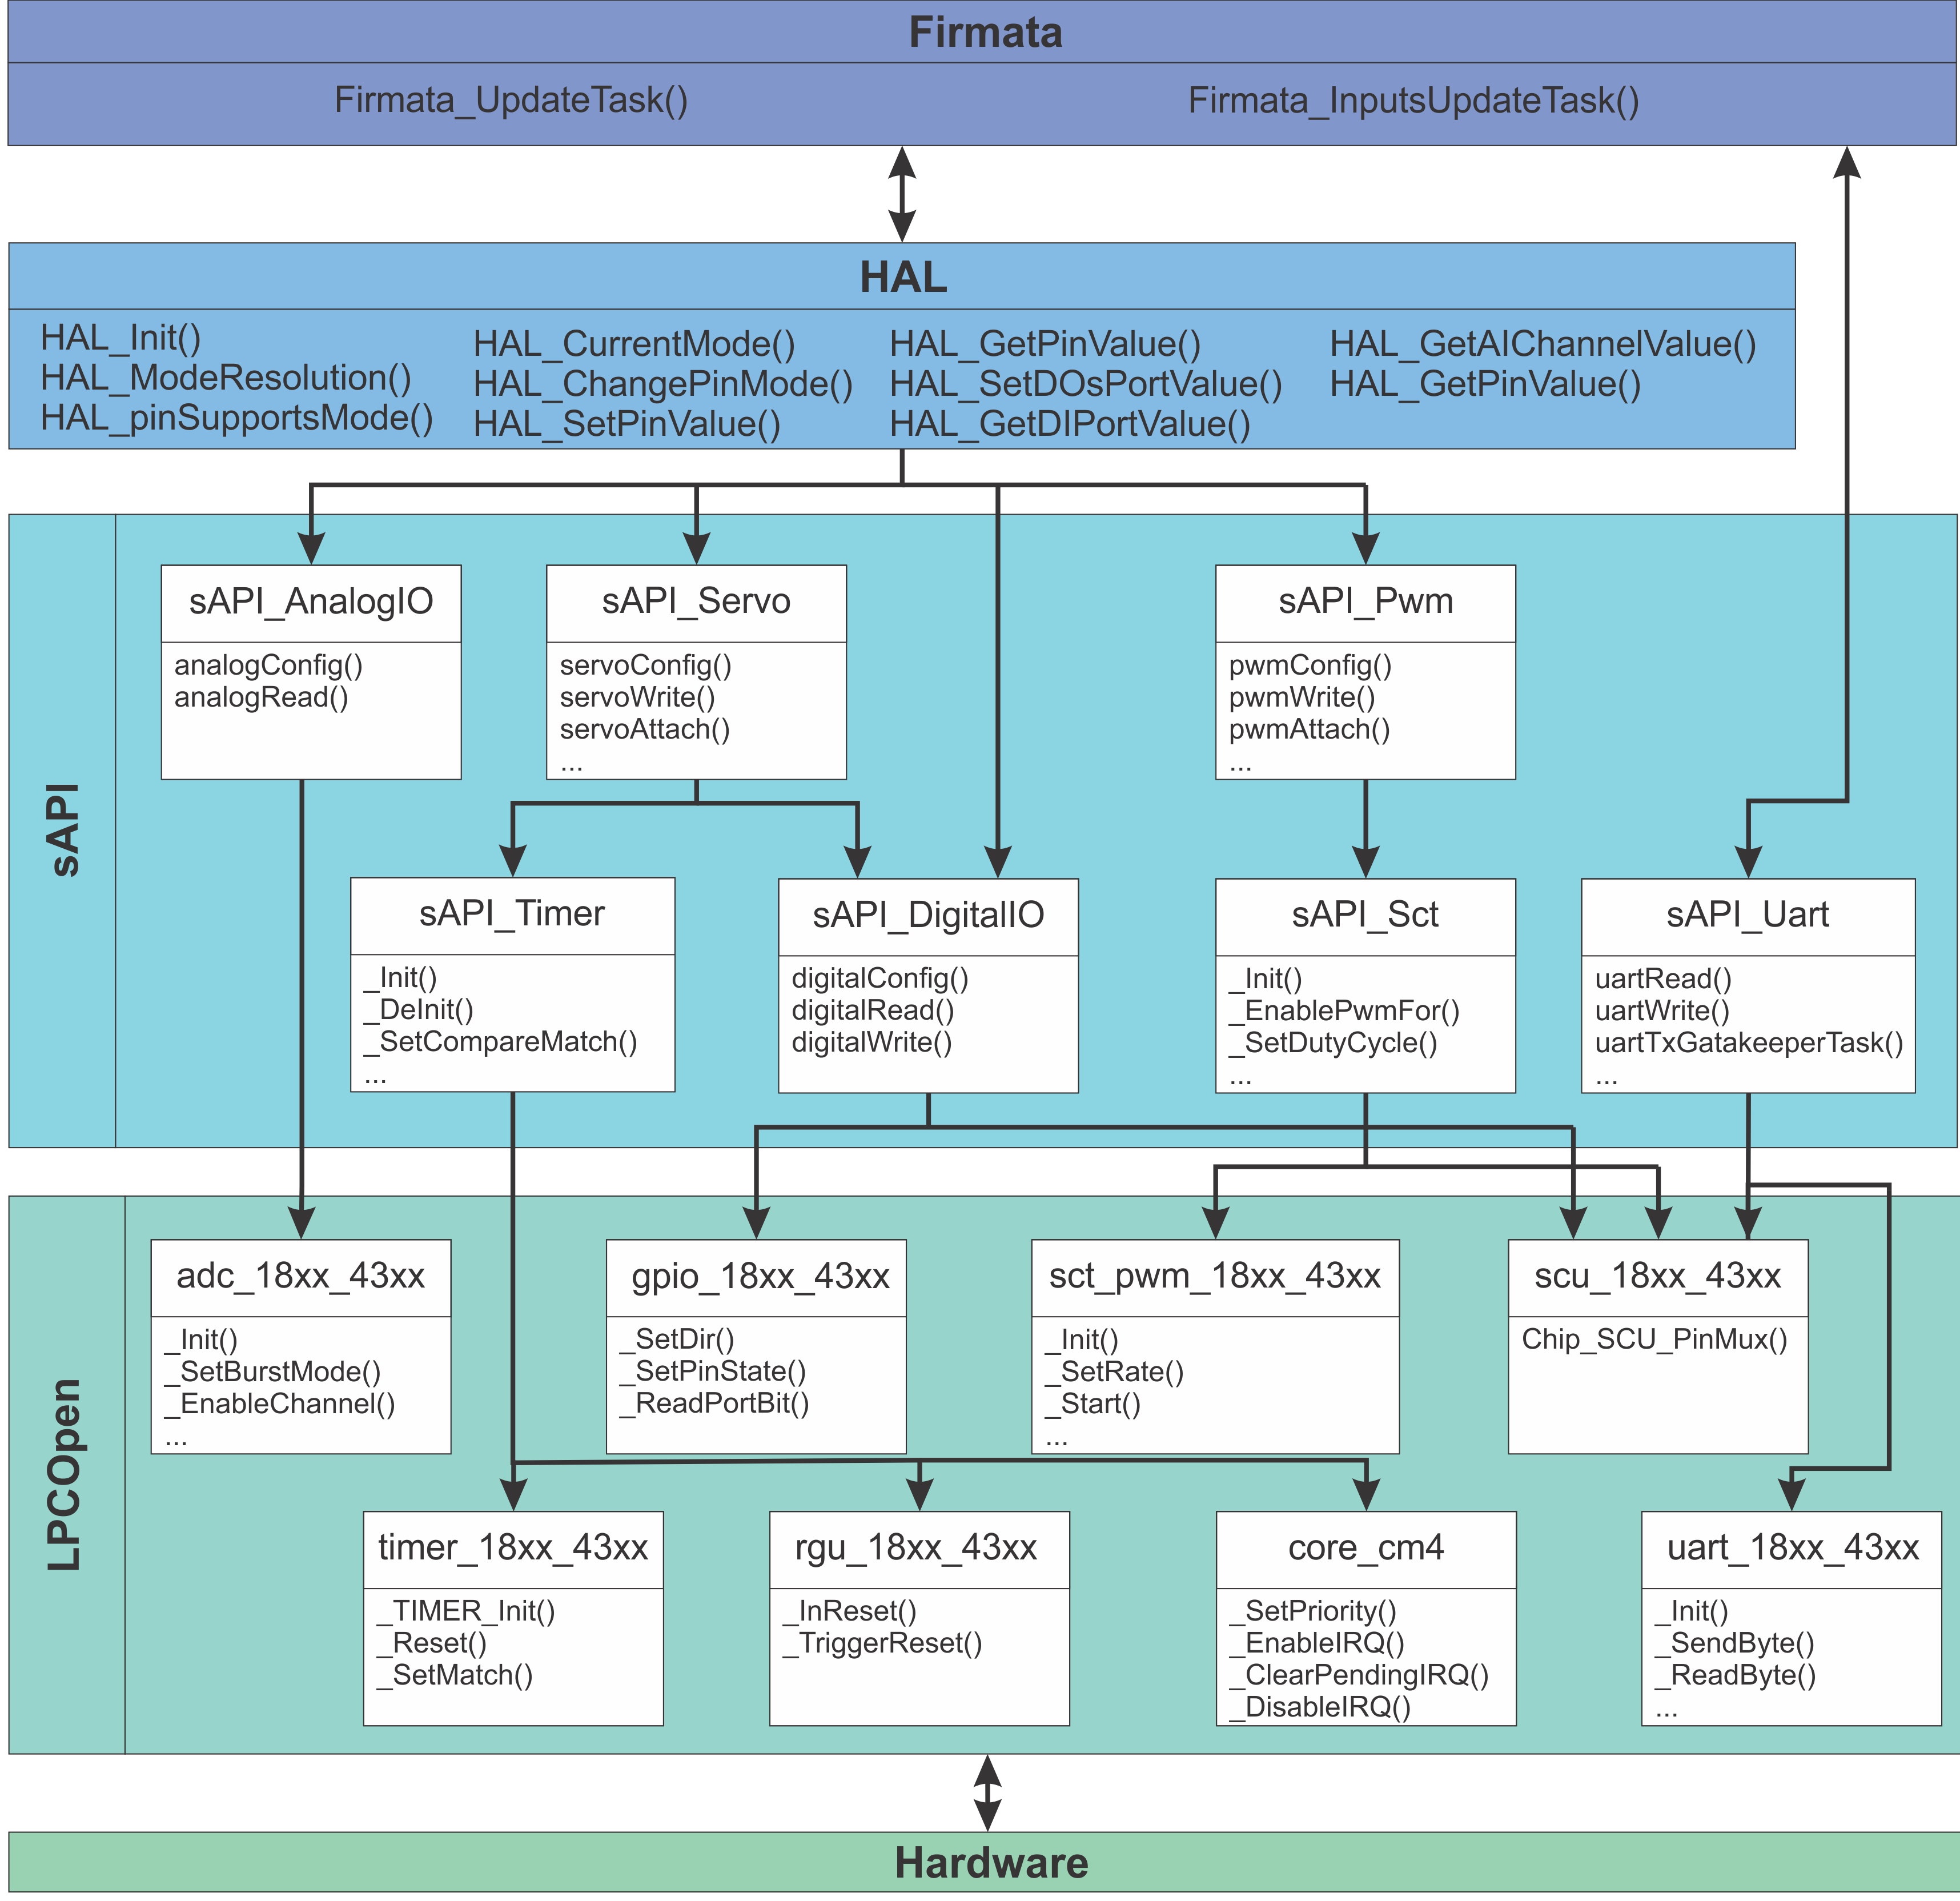 Firmata
Firmata_UpdateTask()
Firmata_InputsUpdateTask()
HAL
HAL_Init()
HAL_ModeResolution()
HAL_pinSupportsMode()
HAL_CurrentMode()
HAL_ChangePinMode()
HAL_SetPinValue()
HAL_GetPinValue()
HAL_SetDOsPortValue()
HAL_GetDIPortValue()
HAL_GetAIChannelValue()
HAL_GetPinValue()
sAPI
sAPI_AnalogIO
analogConfig()
analogRead()
sAPI_Servo
servoConfig()
servoWrite()
servoAttach()
...
sAPI_Pwm
pwmConfig()
pwmWrite()
pwmAttach()
...
sAPI_Timer
_Init()
_DeInit()
_SetCompareMatch()
...
sAPI_DigitalIO
digitalConfig()
digitalRead()
digitalWrite()
sAPI_Sct
_Init()
_EnablePwmFor()
_SetDutyCycle()
...
sAPI_Uart
uartRead()
uartWrite()
uartTxGatakeeperTask()
...
LPCOpen
adc_18xx_43xx
_Init()
_SetBurstMode()
_EnableChannel()
...
gpio_18xx_43xx
_SetDir()
_SetPinState()
_ReadPortBit()
sct_pwm_18xx_43xx
_Init()
_SetRate()
_Start()
...
scu_18xx_43xx
Chip_SCU_PinMux()
timer_18xx_43xx
_TIMER_Init()
_Reset()
_SetMatch()
rgu_18xx_43xx
_InReset()
_TriggerReset()
core_cm4
_SetPriority()
_EnableIRQ()
_ClearPendingIRQ()
_DisableIRQ()
uart_18xx_43xx
_Init()
_SendByte()
_ReadByte()
...
Hardware